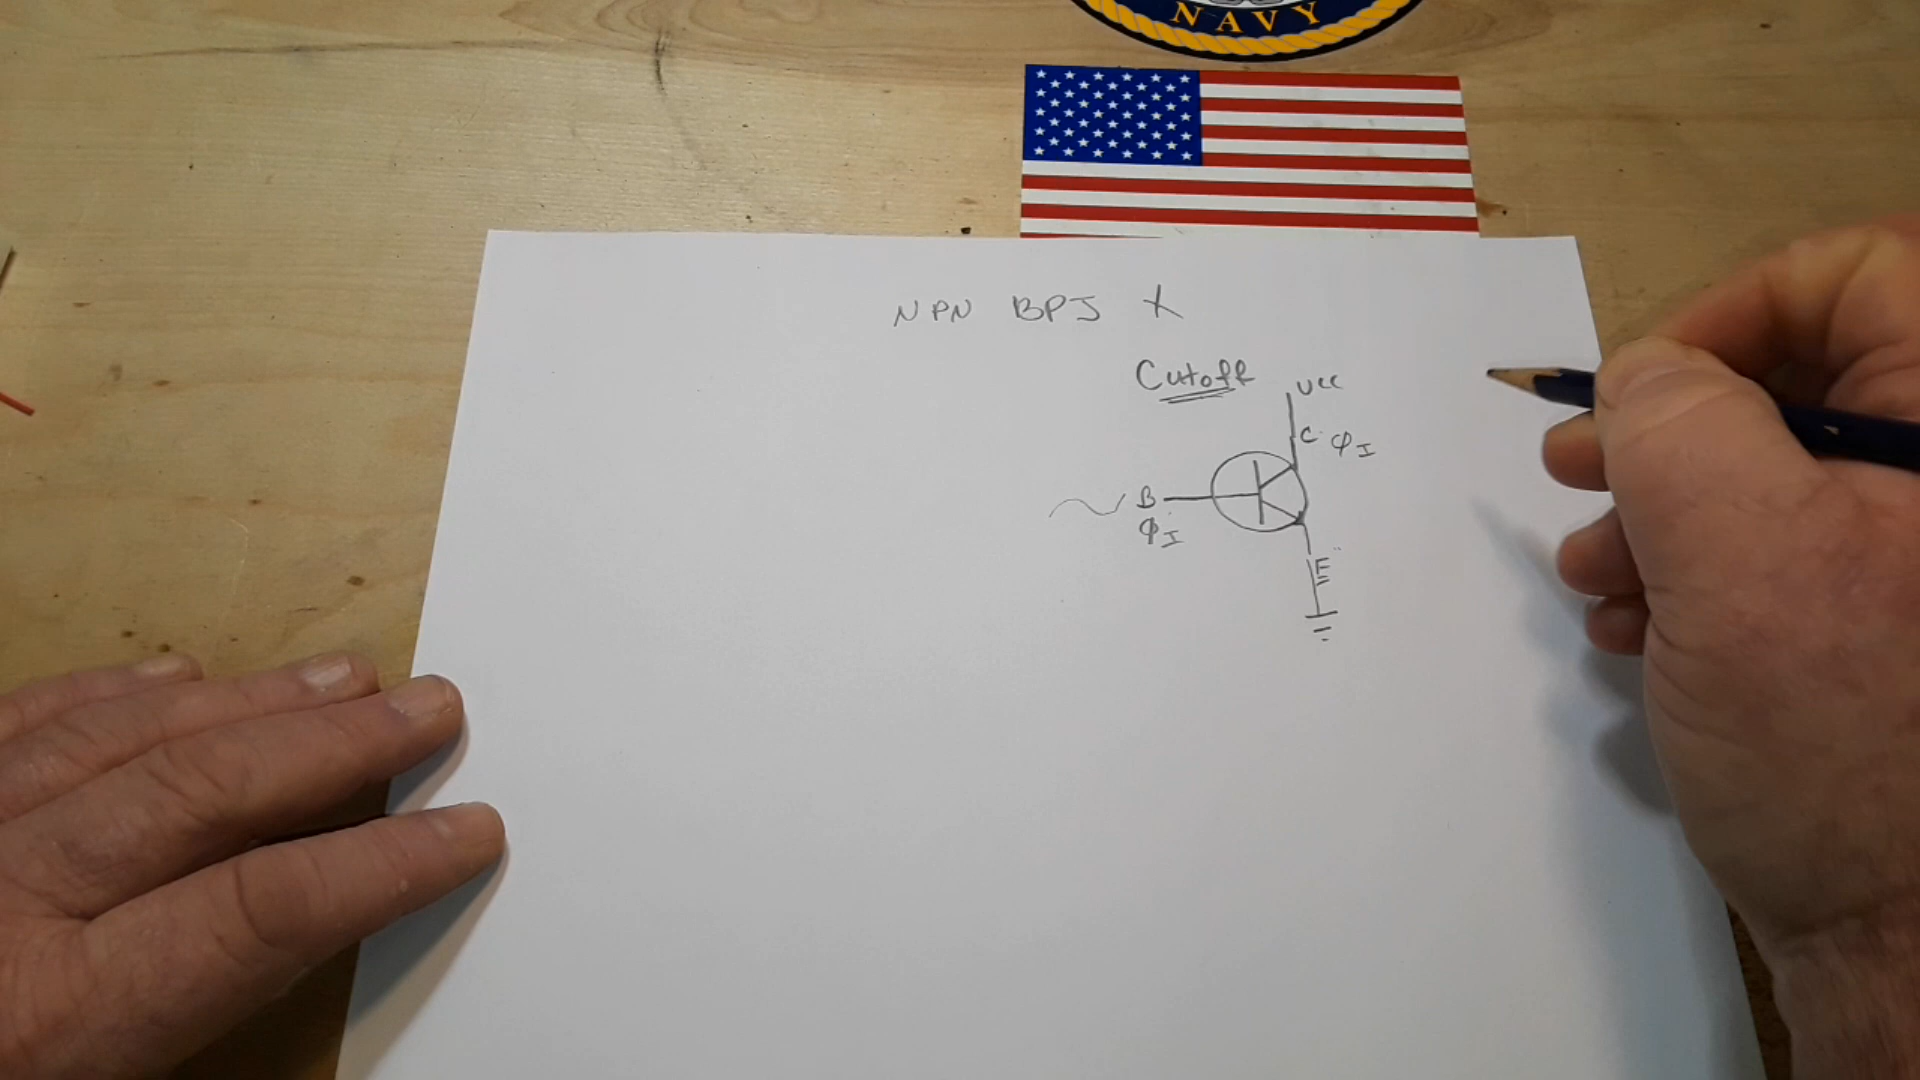 NAVY
NPN BPJ X
Cutoff
VCC
C φI
B
φI
E